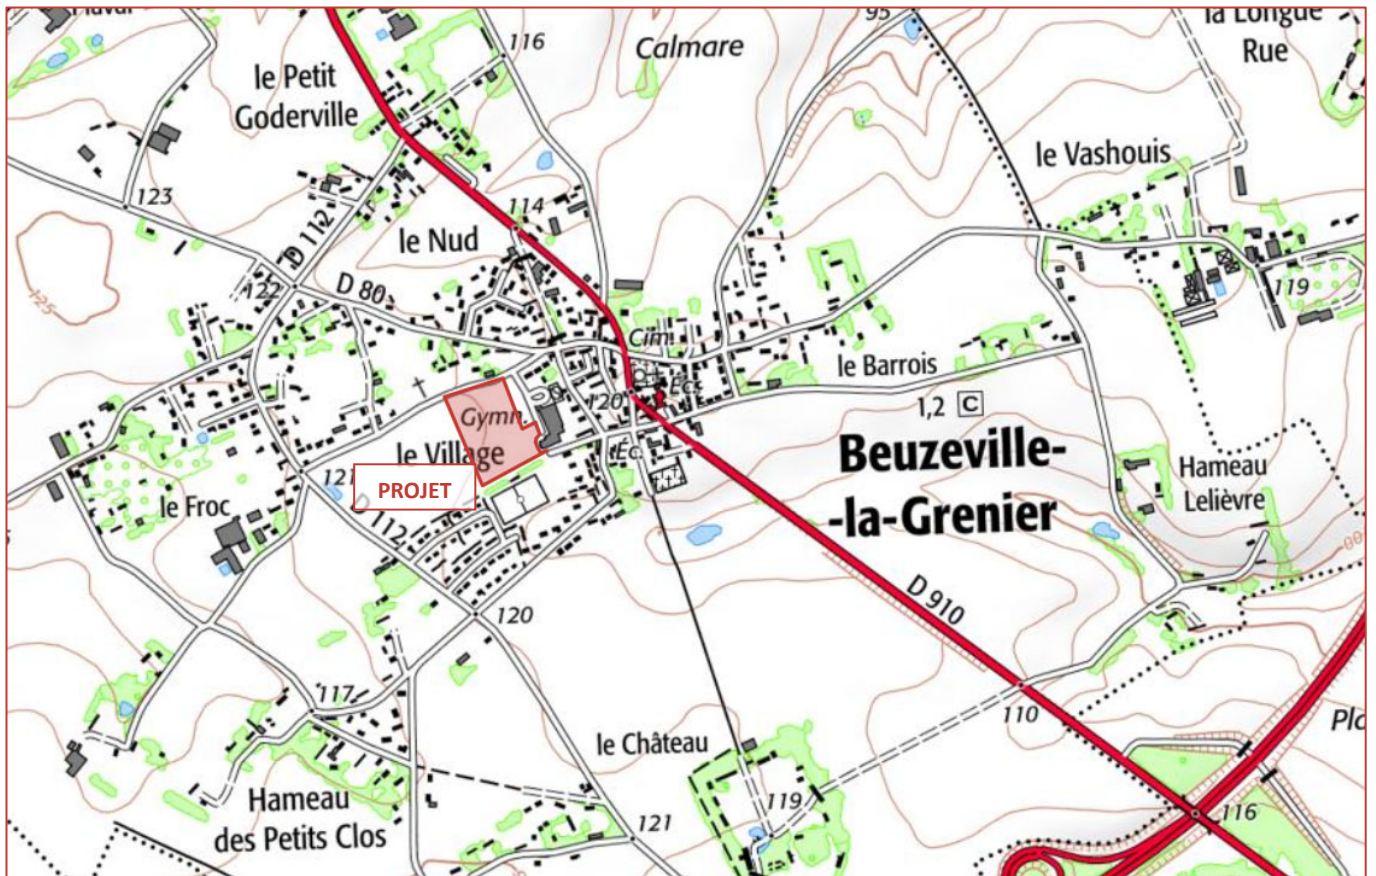 95
la Longue
Rue
116
Calmare
le Petit
Goderville
le Vashouis
123
114
D 112
le Nud
122
D 80
119
125
Cim.
Éc.
le Barrois
120
1,2 C
Gymn.
le Village
Beuzeville-
-la-Grenier
Éc.
121
PROJET
Hameau
Lelièvre
le Froc
D 112
D 910
120
117
110
le Château
Hameau
des Petits Clos
119
121
116